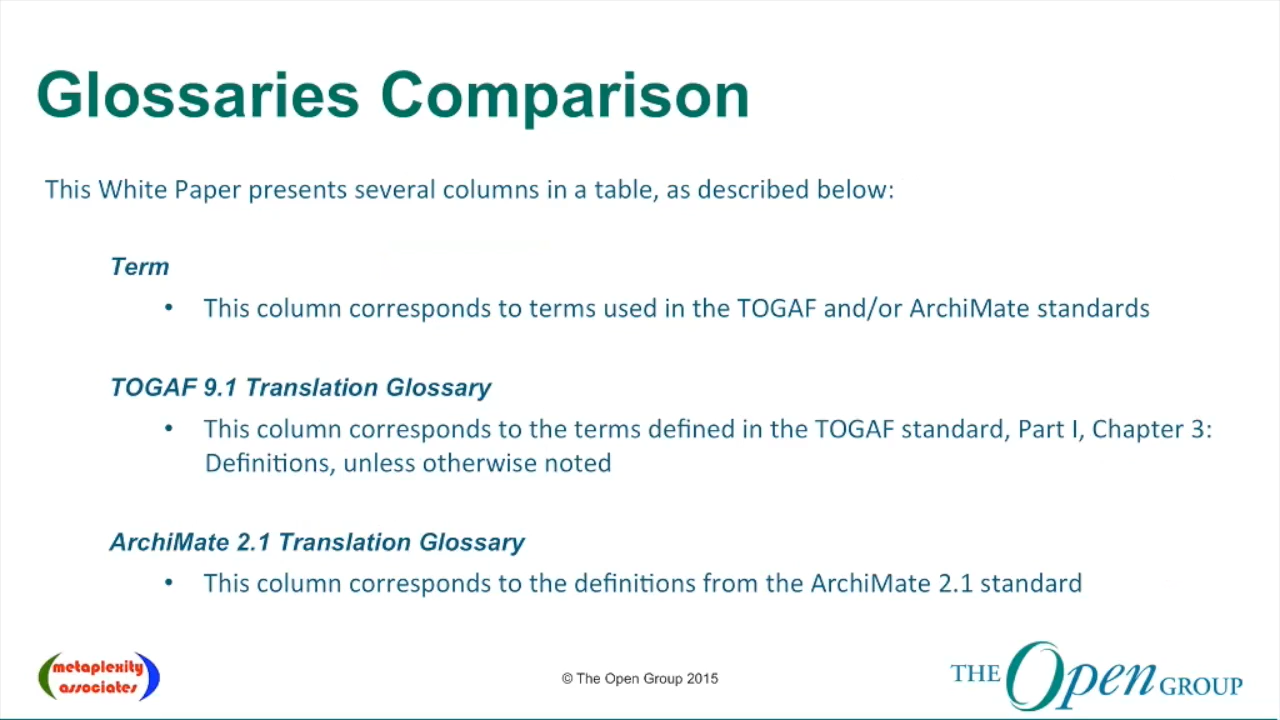 Glossaries Comparison
This White Paper presents several columns in a table, as described below:
Term
• This column corresponds to terms used in the TOGAF and/or ArchiMate standards
TOGAF 9.1 Translation Glossary
• This column corresponds to the terms defined in the TOGAF standard, Part I, Chapter 3:
Definitions, unless otherwise noted
ArchiMate 2.1 Translation Glossary
• This column corresponds to the definitions from the ArchiMate 2.1 standard
metaplexity
associates
© The Open Group 2015
THE Open GROUP